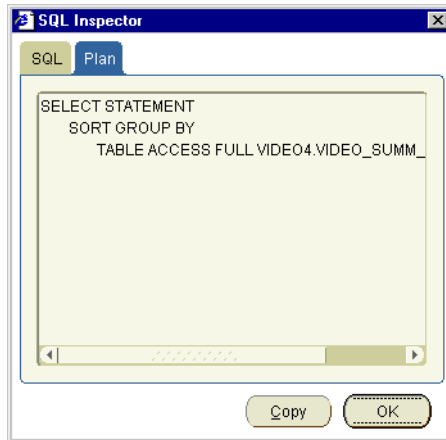 SQL Inspector
SQL Plan
SELECT STATEMENT
SORT GROUP BY
TABLE ACCESS FULL VIDEO4.VIDEO_SUMM_
Copy OK